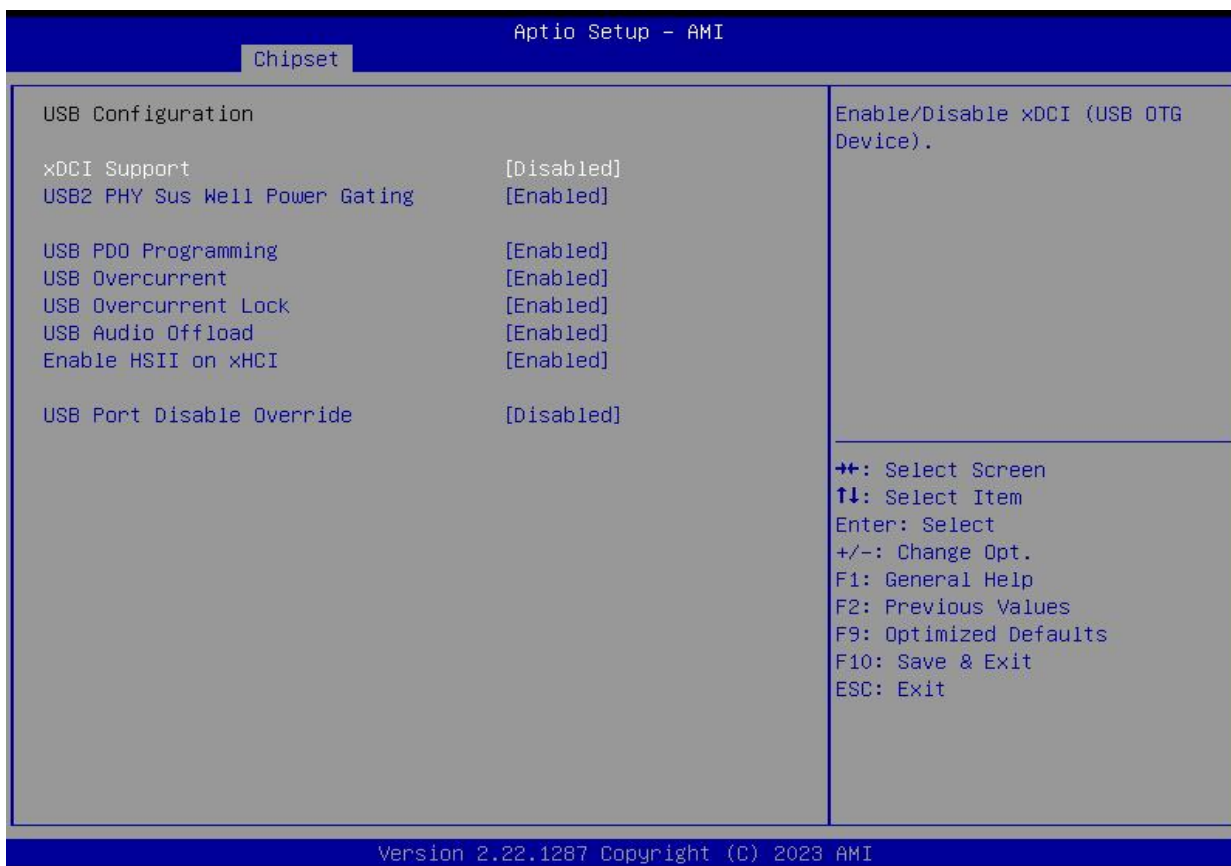 Aptio Setup – AMI
Chipset
USB Configuration
xDCI Support [Disabled]
USB2 PHY Sus Well Power Gating [Enabled]
USB PDO Programming [Enabled]
USB Overcurrent [Enabled]
USB Overcurrent Lock [Enabled]
USB Audio Offload [Enabled]
Enable HSII on xHCI [Enabled]
USB Port Disable Override [Disabled]
Enable/Disable xDCI (USB OTG
Device).
→←: Select Screen
↑↓: Select Item
Enter: Select
+/-: Change Opt.
F1: General Help
F2: Previous Values
F9: Optimized Defaults
F10: Save & Exit
ESC: Exit
Version 2.22.1287 Copyright (C) 2023 AMI